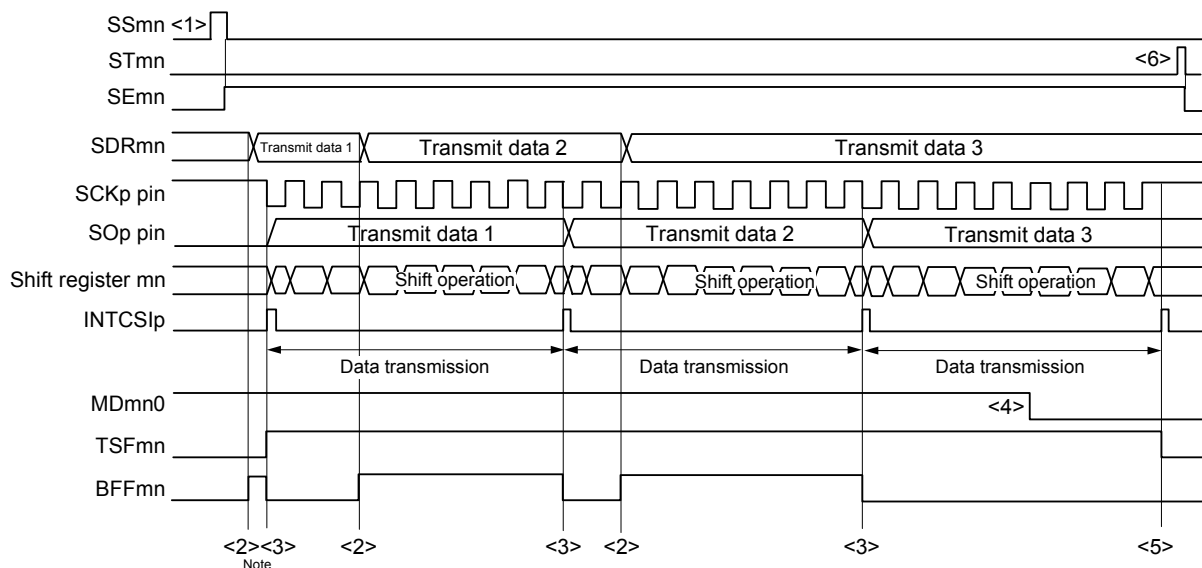 SSmn <1>
STmn <6>
SEmn
SDRmn Transmit data 1 Transmit data 2 Transmit data 3
SCKp pin
SOp pin Transmit data 1 Transmit data 2 Transmit data 3
Shift register mn Shift operation Shift operation Shift operation
INTCSIp
Data transmission Data transmission Data transmission
MDmn0 <4>
TSFmn
BFFmn
<2> <3> <2> <3> <2> <3> <5>
Note